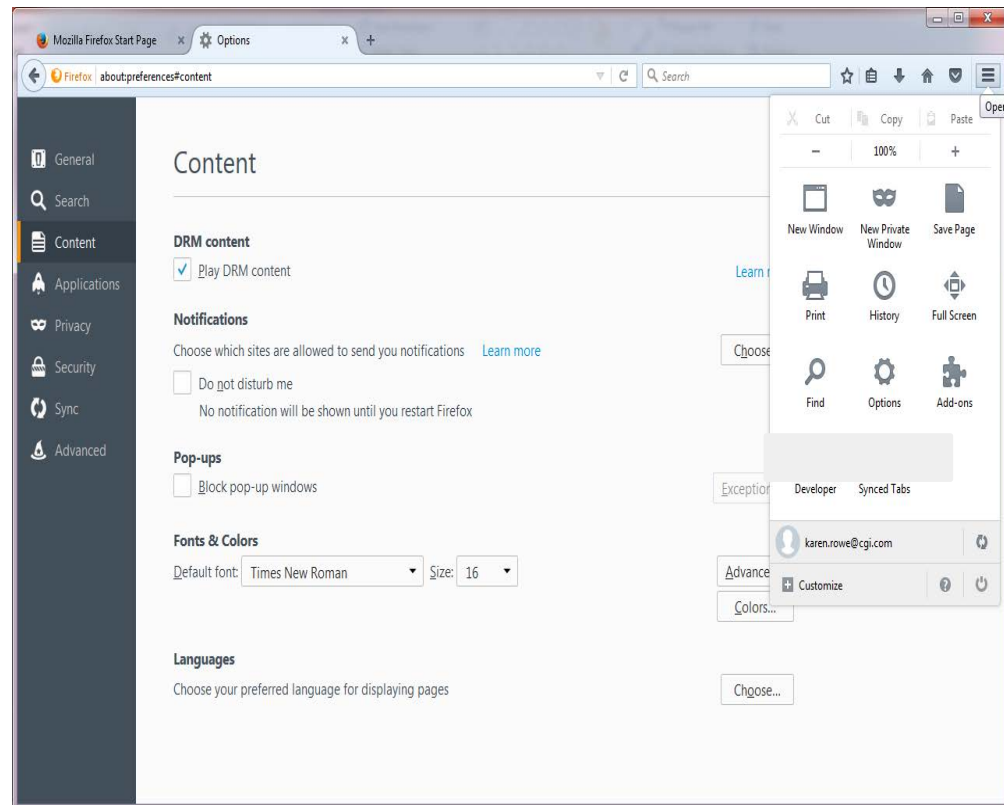 Mozilla Firefox Start Page
Options
Firefox about:preferences#content
Search
Open
General
Search
Content
Applications
Privacy
Security
Sync
Advanced
Content
DRM content
Play DRM content
Learn
Notifications
Choose which sites are allowed to send you notifications Learn more
Choose
Do not disturb me
No notification will be shown until you restart Firefox
Pop-ups
Block pop-up windows
Exception
Fonts & Colors
Default font: Times New Roman Size: 16
Advance
Colors...
Languages
Choose your preferred language for displaying pages
Choose...
Cut Copy Paste
− 100% +
New Window New Private Save Page
Window
Print History Full Screen
Find Options Add-ons
Developer Synced Tabs
karen.rowe@cgi.com
Customize